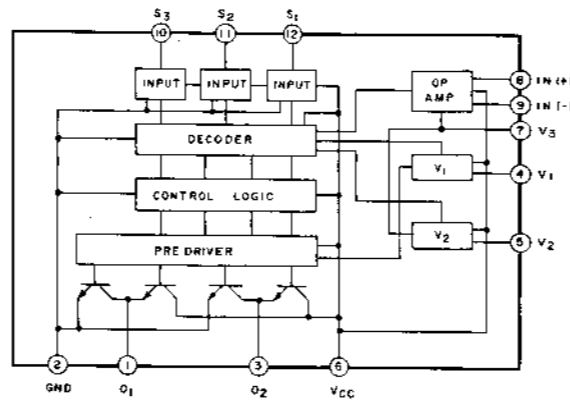 S3 S2 S1
10 11 12
INPUT INPUT INPUT
OP AMP
8 IN(+)
9 IN(-)
7 V3
DECODER
V1
4 V1
CONTROL LOGIC
V2
5 V2
PRE DRIVER
2 1 3 6
GND O1 O2 VCC